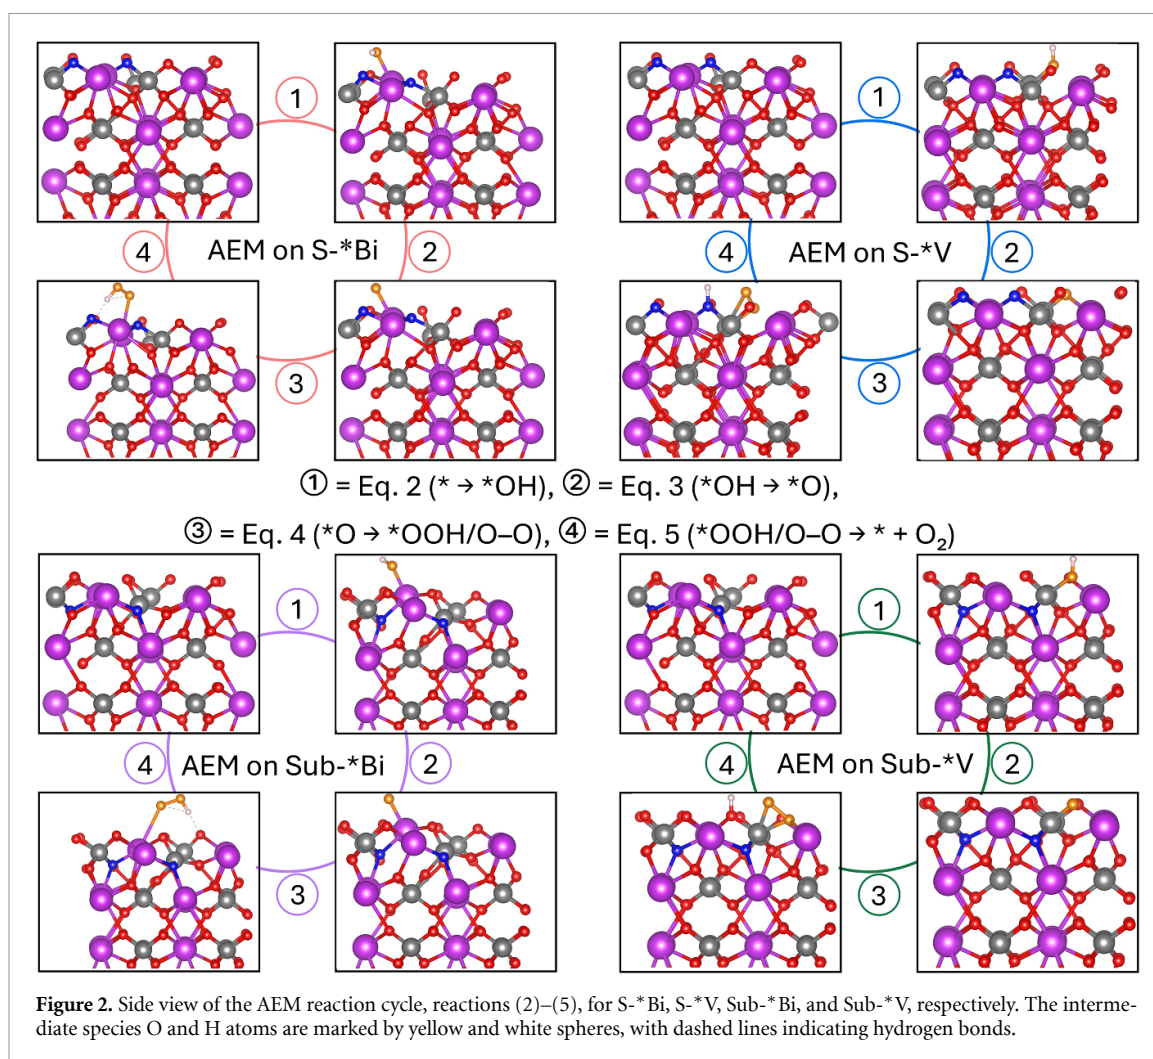 ① ①
④ AEM on S-*Bi ② ④ AEM on S-*V ②
③ ③
① = Eq. 2 (* → *OH), ② = Eq. 3 (*OH → *O),
③ = Eq. 4 (*O → *OOH/O–O), ④ = Eq. 5 (*OOH/O–O → * + O₂)
① ①
④ AEM on Sub-*Bi ② ④ AEM on Sub-*V ②
③ ③
Figure 2. Side view of the AEM reaction cycle, reactions (2)–(5), for S-*Bi, S-*V, Sub-*Bi, and Sub-*V, respectively. The interme-
diate species O and H atoms are marked by yellow and white spheres, with dashed lines indicating hydrogen bonds.